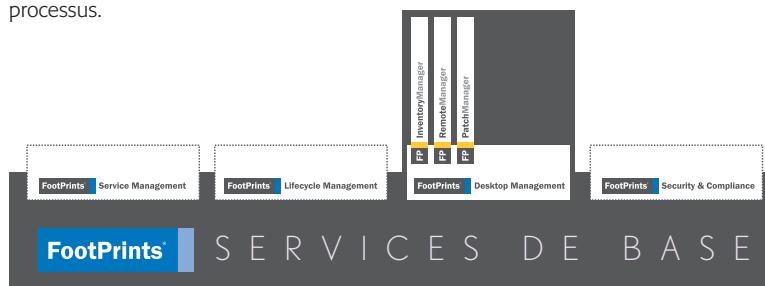 processus.
FP InventoryManager
FP RemoteManager
FP PatchManager
FootPrints Service Management
FootPrints Lifecycle Management
FootPrints Desktop Management
FootPrints Security & Compliance
FootPrints® SERVICES DE BASE